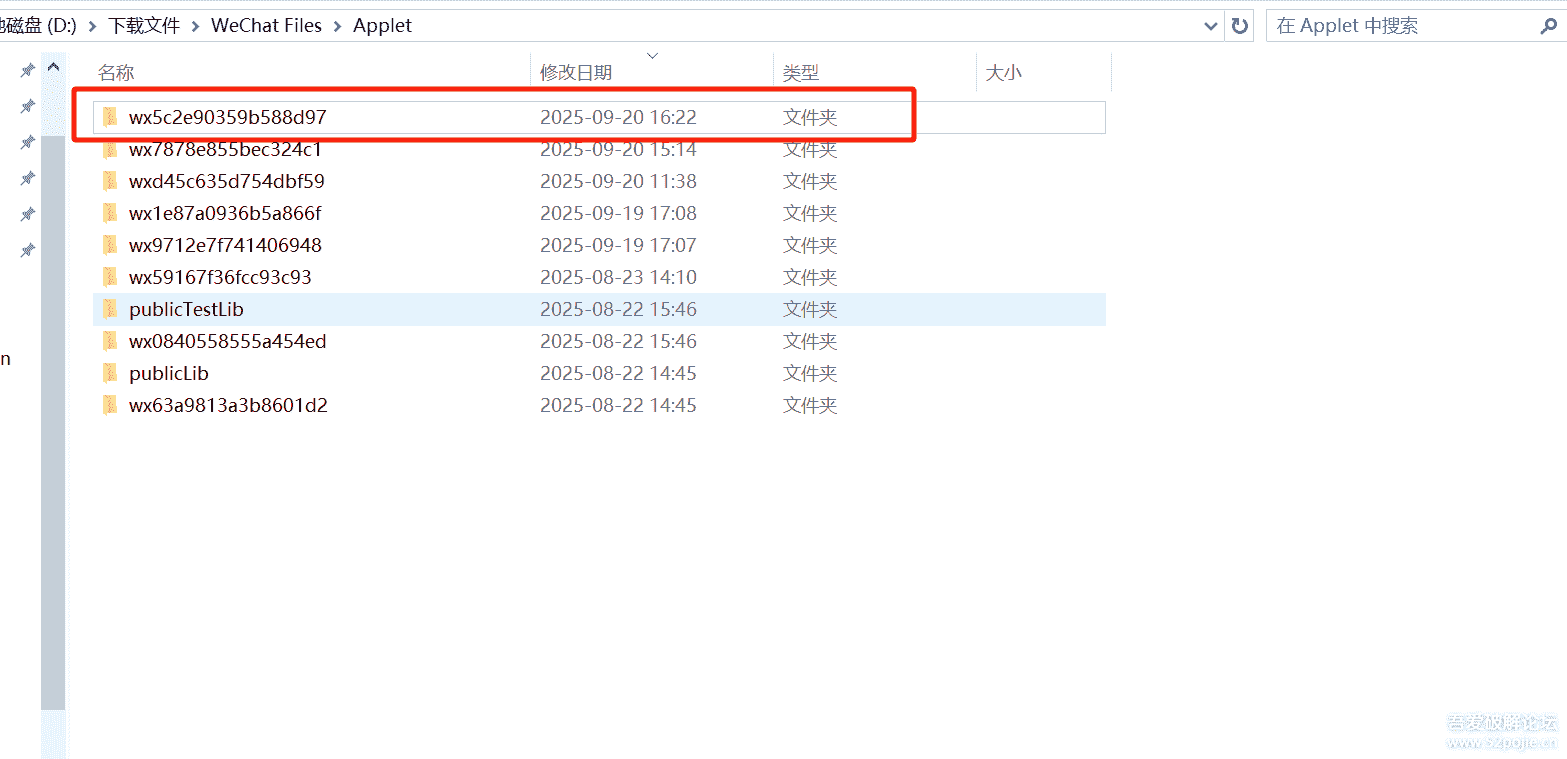 地磁盘 (D:) > 下载文件 > WeChat Files > Applet
在 Applet 中搜索
名称 修改日期 类型 大小
wx5c2e90359b588d97 2025-09-20 16:22 文件夹
wx7878e855bec324c1 2025-09-20 15:14 文件夹
wxd45c635d754dbf59 2025-09-20 11:38 文件夹
wx1e87a0936b5a866f 2025-09-19 17:08 文件夹
wx9712e7f741406948 2025-09-19 17:07 文件夹
wx59167f36fcc93c93 2025-08-23 14:10 文件夹
publicTestLib 2025-08-22 15:46 文件夹
wx0840558555a454ed 2025-08-22 15:46 文件夹
n
publicLib 2025-08-22 14:45 文件夹
wx63a9813a3b8601d2 2025-08-22 14:45 文件夹
吾爱破解论坛
www.52pojie.cn